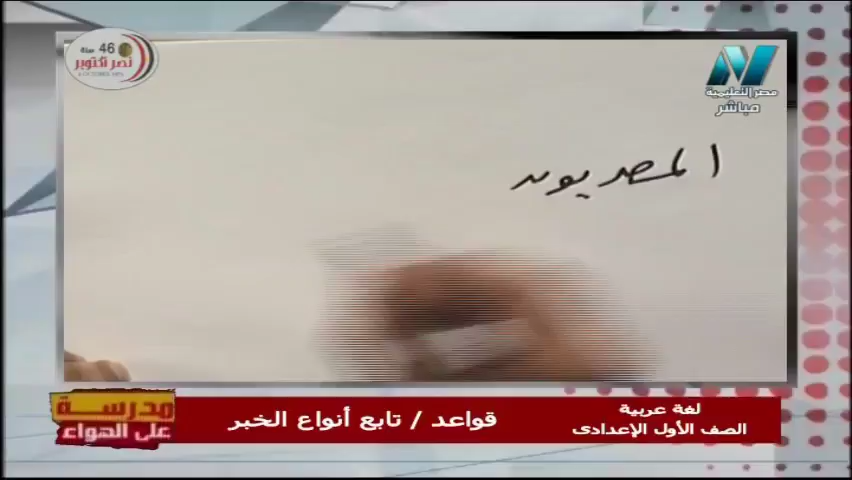 46 سنة
نصر أكتوبر
مصر التعليمية
مباشر
المصريون
مدرسة
على الهواء
قواعد / تابع أنواع الخبر
لغة عربية
الصف الأول الإعدادى